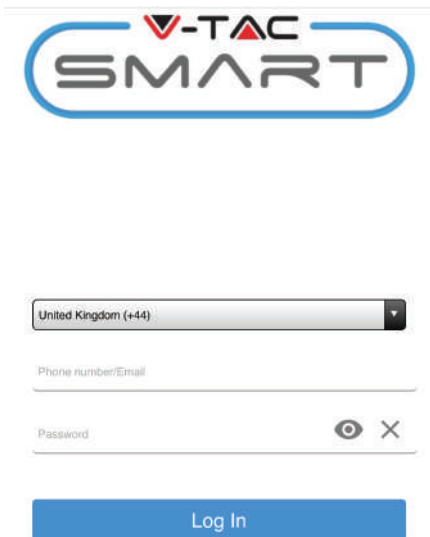 V-TAC
SMART
United Kingdom (+44)
Phone number/Email
Password
Log In